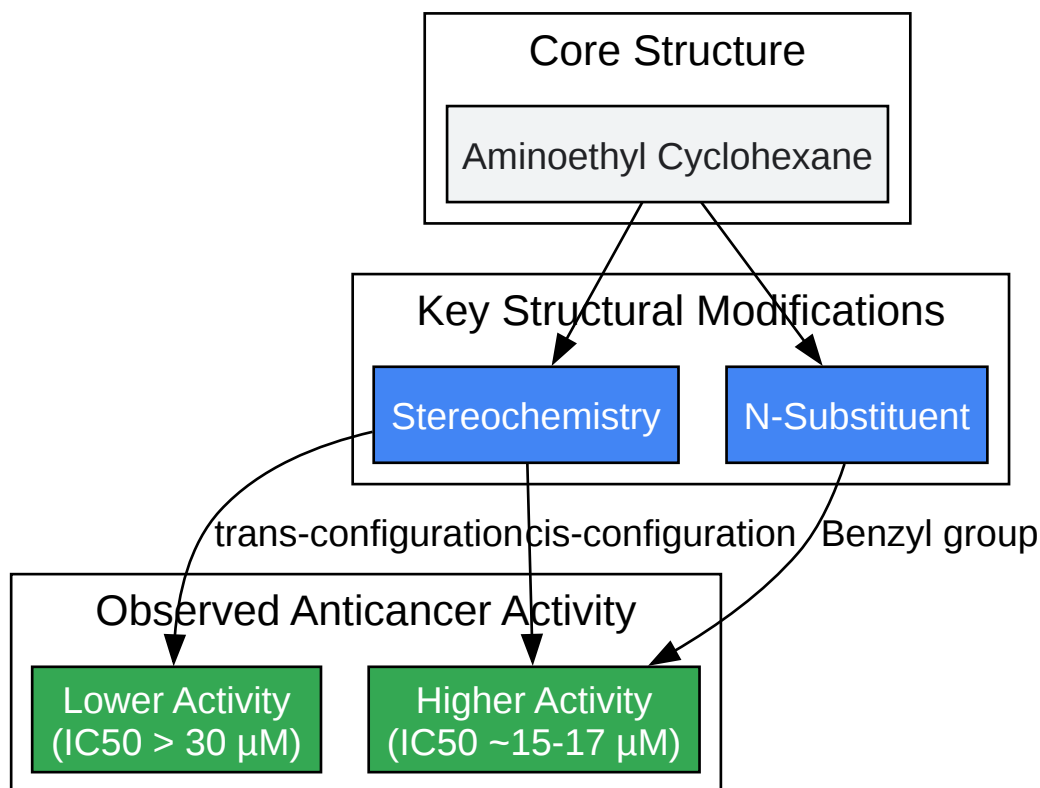 Core Structure
Aminoethyl Cyclohexane
Key Structural Modifications
Stereochemistry
N-Substituent
trans-configuration
cis-configuration
Benzyl group
Observed Anticancer Activity
Lower Activity
(IC50 > 30 µM)
Higher Activity
(IC50 ~15-17 µM)